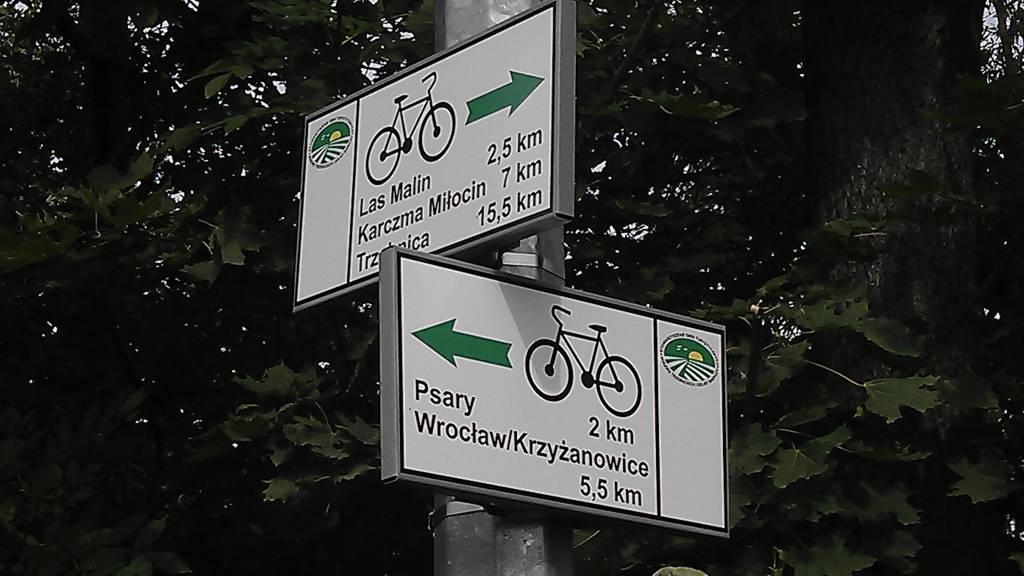 2,5 km
Las Malin 7 km
Karczma Miłocin 15,5 km
Psary
2 km
Wrocław/Krzyżanowice
5,5 km